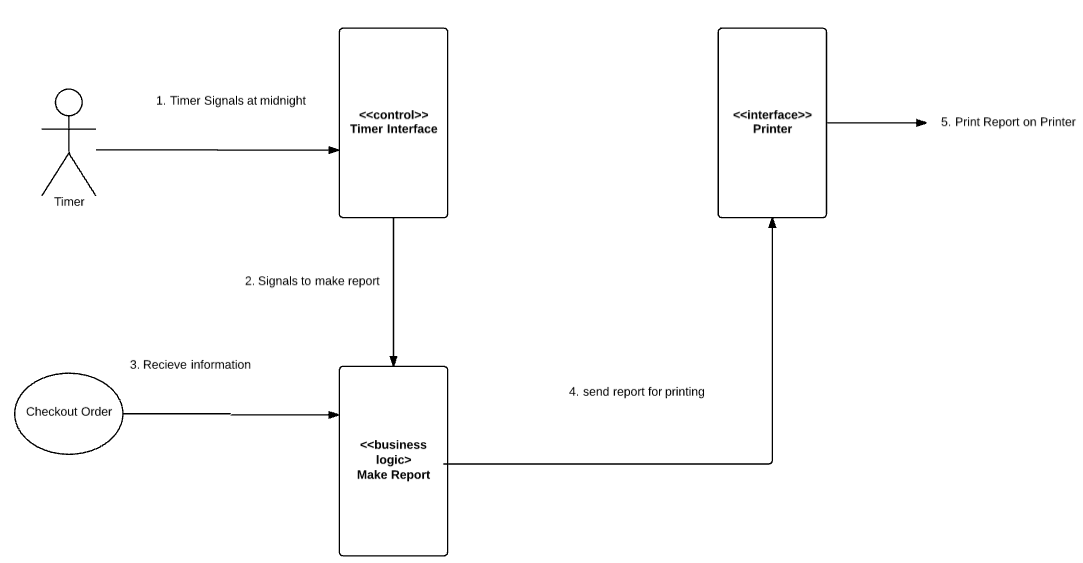 1. Timer Signals at midnight
<<control>>
Timer Interface
<<interface>>
Printer
5. Print Report on Printer
Timer
2. Signals to make report
3. Recieve information
Checkout Order
4. send report for printing
<<business
logic>
Make Report